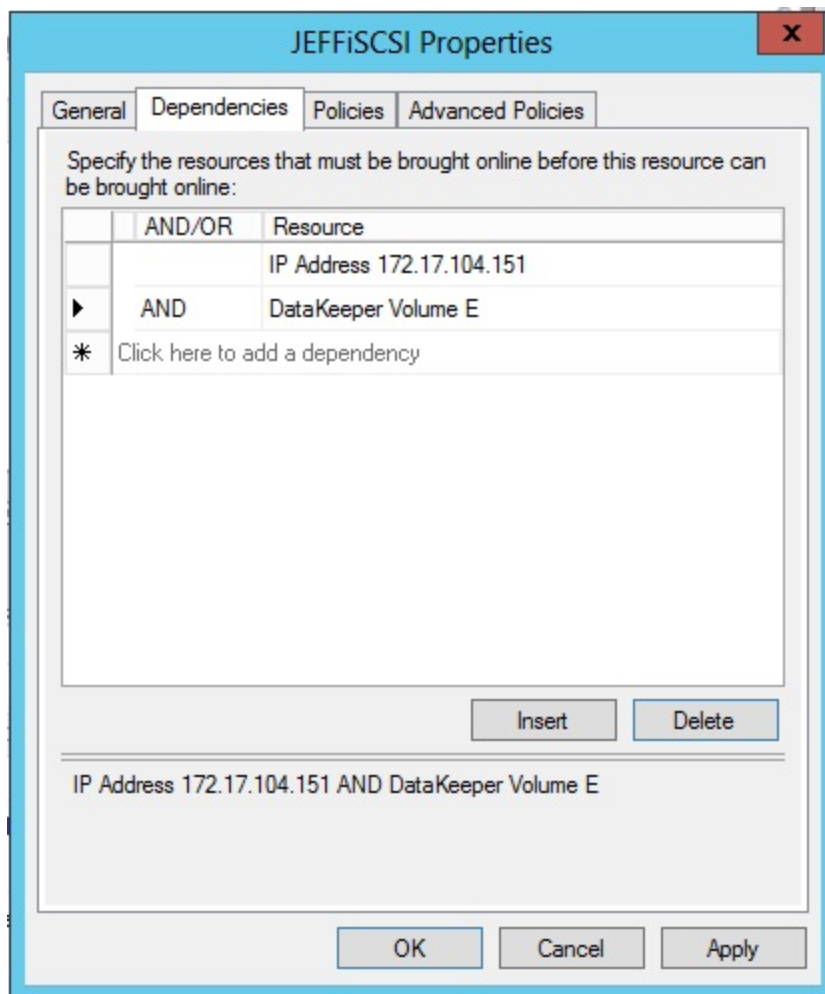 JEFFiSCSI Properties
x
General Dependencies Policies Advanced Policies
Specify the resources that must be brought online before this resource can
be brought online:
AND/OR Resource
IP Address 172.17.104.151
AND DataKeeper Volume E
Click here to add a dependency
Insert Delete
IP Address 172.17.104.151 AND DataKeeper Volume E
OK Cancel Apply